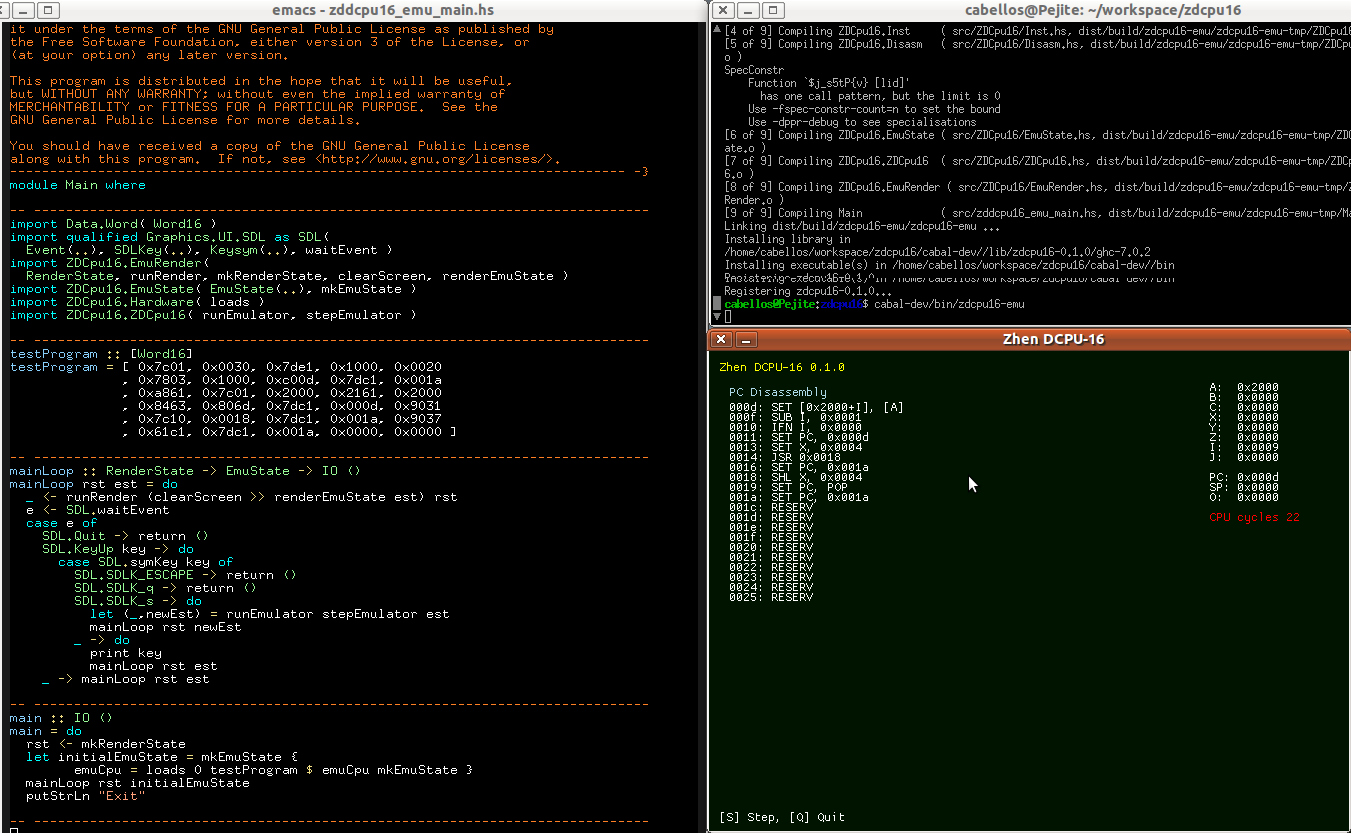 emacs - zddcpu16_emu_main.hs
it under the terms of the GNU General Public License as published by
the Free Software Foundation, either version 3 of the License, or
(at your option) any later version.
This program is distributed in the hope that it will be useful,
but WITHOUT ANY WARRANTY; without even the implied warranty of
MERCHANTABILITY or FITNESS FOR A PARTICULAR PURPOSE.  See the
GNU General Public License for more details.
You should have received a copy of the GNU General Public License
along with this program.  If not, see <http://www.gnu.org/licenses/>.
----------------------------------------------------------------------------- -}
module Main where
-- -----------------------------------------------------------------------------
import Data.Word( Word16 )
import qualified Graphics.UI.SDL as SDL(
  Event(..), SDLKey(..), Keysym(..), waitEvent )
import ZDCpu16.EmuRender(
  RenderState, runRender, mkRenderState, clearScreen, renderEmuState )
import ZDCpu16.EmuState( EmuState(..), mkEmuState )
import ZDCpu16.Hardware( loads )
import ZDCpu16.ZDCpu16( runEmulator, stepEmulator )
-- -----------------------------------------------------------------------------
testProgram :: [Word16]
testProgram = [ 0x7c01, 0x0030, 0x7de1, 0x1000, 0x0020
              , 0x7803, 0x1000, 0xc00d, 0x7dc1, 0x001a
              , 0xa861, 0x7c01, 0x2000, 0x2161, 0x2000
              , 0x8463, 0x806d, 0x7dc1, 0x000d, 0x9031
              , 0x7c10, 0x0018, 0x7dc1, 0x001a, 0x9037
              , 0x61c1, 0x7dc1, 0x001a, 0x0000, 0x0000 ]
-- -----------------------------------------------------------------------------
mainLoop :: RenderState -> EmuState -> IO ()
mainLoop rst est = do
  _ <- runRender (clearScreen >> renderEmuState est) rst
  e <- SDL.waitEvent
  case e of
    SDL.Quit -> return ()
    SDL.KeyUp key -> do
      case SDL.symKey key of
        SDL.SDLK_ESCAPE -> return ()
        SDL.SDLK_q -> return ()
        SDL.SDLK_s -> do
          let (_,newEst) = runEmulator stepEmulator est
          mainLoop rst newEst
        _ -> do
          print key
          mainLoop rst est
    _ -> mainLoop rst est
-- -----------------------------------------------------------------------------
main :: IO ()
main = do
  rst <- mkRenderState
  let initialEmuState = mkEmuState {
        emuCpu = loads 0 testProgram $ emuCpu mkEmuState }
  mainLoop rst initialEmuState
  putStrLn "Exit"
-- -----------------------------------------------------------------------------
cabellos@Pejite: ~/workspace/zdcpu16
[4 of 9] Compiling ZDCpu16.Inst     ( src/ZDCpu16/Inst.hs, dist/build/zdcpu16-emu/zdcpu16-emu-tmp/ZDCpu
[5 of 9] Compiling ZDCpu16.Disasm   ( src/ZDCpu16/Disasm.hs, dist/build/zdcpu16-emu/zdcpu16-emu-tmp/ZDCp
o )
SpecConstr
    Function `$j_s5tP{v} [lid]'
      has one call pattern, but the limit is 0
    Use -fspec-constr-count=n to set the bound
    Use -dppr-debug to see specialisations
[6 of 9] Compiling ZDCpu16.EmuState ( src/ZDCpu16/EmuState.hs, dist/build/zdcpu16-emu/zdcpu16-emu-tmp/ZD
ate.o )
[7 of 9] Compiling ZDCpu16.ZDCpu16  ( src/ZDCpu16/ZDCpu16.hs, dist/build/zdcpu16-emu/zdcpu16-emu-tmp/ZDC
6.o )
[8 of 9] Compiling ZDCpu16.EmuRender ( src/ZDCpu16/EmuRender.hs, dist/build/zdcpu16-emu/zdcpu16-emu-tmp/Z
Render.o )
[9 of 9] Compiling Main             ( src/zddcpu16_emu_main.hs, dist/build/zdcpu16-emu/zdcpu16-emu-tmp/Ma
Linking dist/build/zdcpu16-emu/zdcpu16-emu ...
Installing library in
/home/cabellos/workspace/zdcpu16/cabal-dev//lib/zdcpu16-0.1.0/ghc-7.0.2
Installing executable(s) in /home/cabellos/workspace/zdcpu16/cabal-dev//bin
Registering zdcpu16-0.1.0...
cabellos@Pejite:zdcpu16$ cabal-dev/bin/zdcpu16-emu
Zhen DCPU-16
Zhen DCPU-16 0.1.0
PC Disassembly
000d: SET [0x2000+I], [A]
000f: SUB I, 0x0001
0010: IFN I, 0x0000
0011: SET PC, 0x000d
0013: SET X, 0x0004
0014: JSR 0x0018
0016: SET PC, 0x001a
0018: SHL X, 0x0004
0019: SET PC, POP
001a: SET PC, 0x001a
001c: RESERV
001d: RESERV
001e: RESERV
001f: RESERV
0020: RESERV
0021: RESERV
0022: RESERV
0023: RESERV
0024: RESERV
0025: RESERV
A:  0x2000
B:  0x0000
C:  0x0000
X:  0x0000
Y:  0x0000
Z:  0x0000
I:  0x0009
J:  0x0000
PC: 0x000d
SP: 0x0000
O:  0x0000
CPU cycles 22
[S] Step, [Q] Quit